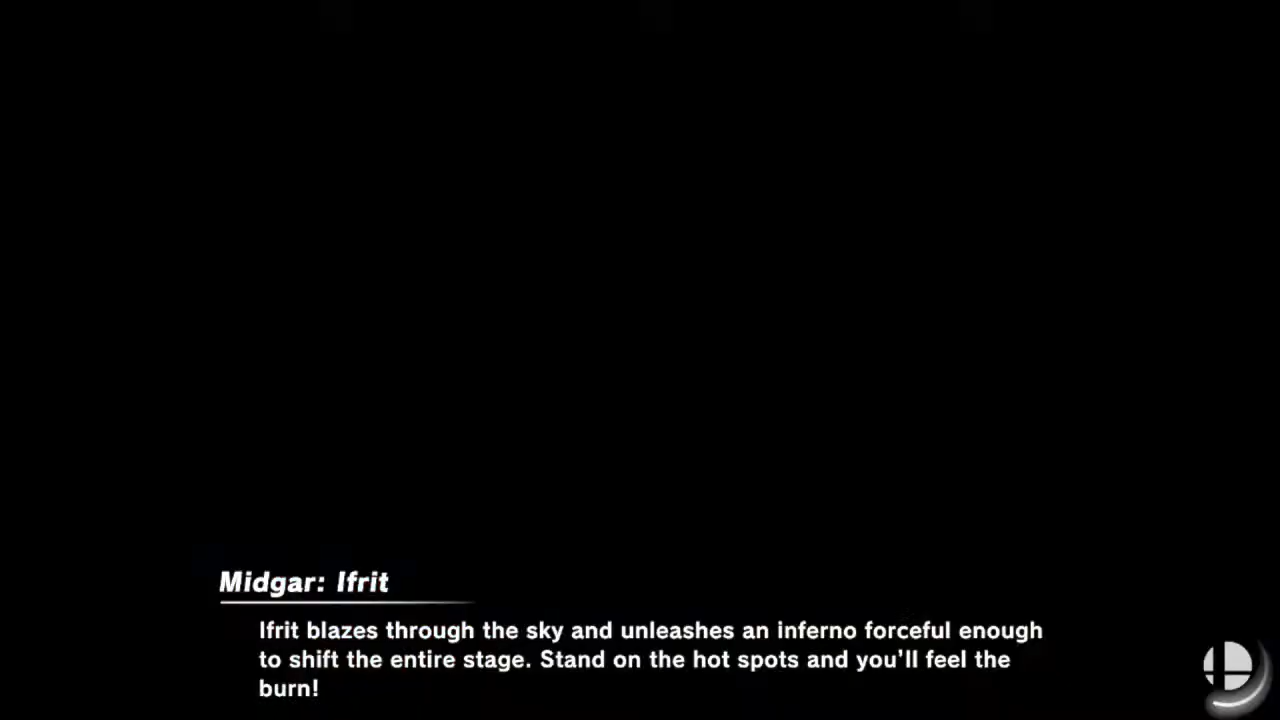 Midgar: Ifrit
Ifrit blazes through the sky and unleashes an inferno forceful enough
to shift the entire stage. Stand on the hot spots and you’ll feel the
burn!